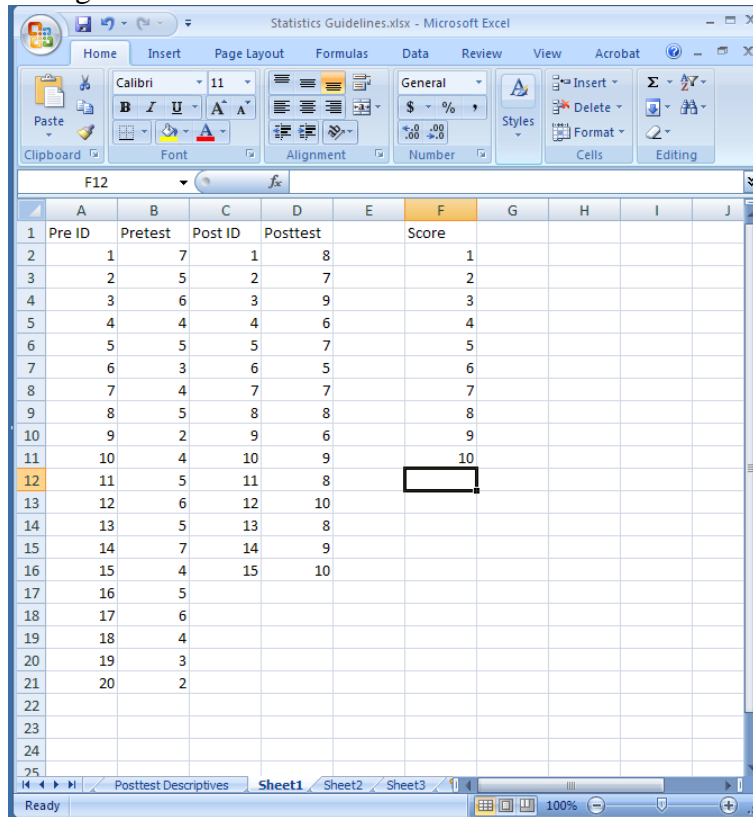 Statistics Guidelines.xlsx - Microsoft Excel
Home Insert Page Layout Formulas Data Review View Acrobat
Paste
Calibri 11
B I U A A
A
General
$ % ,
.0 .00 .00 .0
Styles
Insert
Delete
Format
Σ
Clipboard Font Alignment Number Cells Editing
F12 fx
A B C D E F G H I J
1 Pre ID Pretest Post ID Posttest Score
2 1 7 1 8 1
3 2 5 2 7 2
4 3 6 3 9 3
5 4 4 4 6 4
6 5 5 5 7 5
7 6 3 6 5 6
8 7 4 7 7 7
9 8 5 8 8 8
10 9 2 9 6 9
11 10 4 10 9 10
12 11 5 11 8
13 12 6 12 10
14 13 5 13 8
15 14 7 14 9
16 15 4 15 10
17 16 5
18 17 6
19 18 4
20 19 3
21 20 2
22
23
24
25
Posttest Descriptives Sheet1 Sheet2 Sheet3
Ready 100%